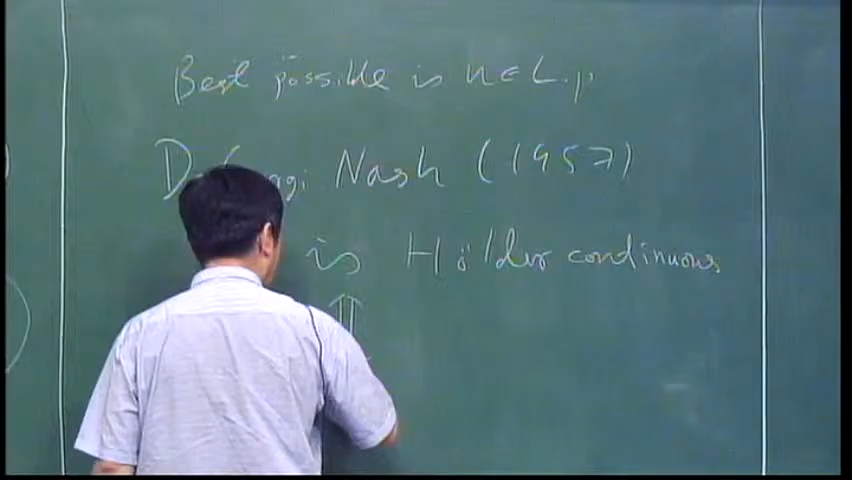 Best possible is u ∈ L.p.
Nash (1957)
is Hölder continuous
⇑